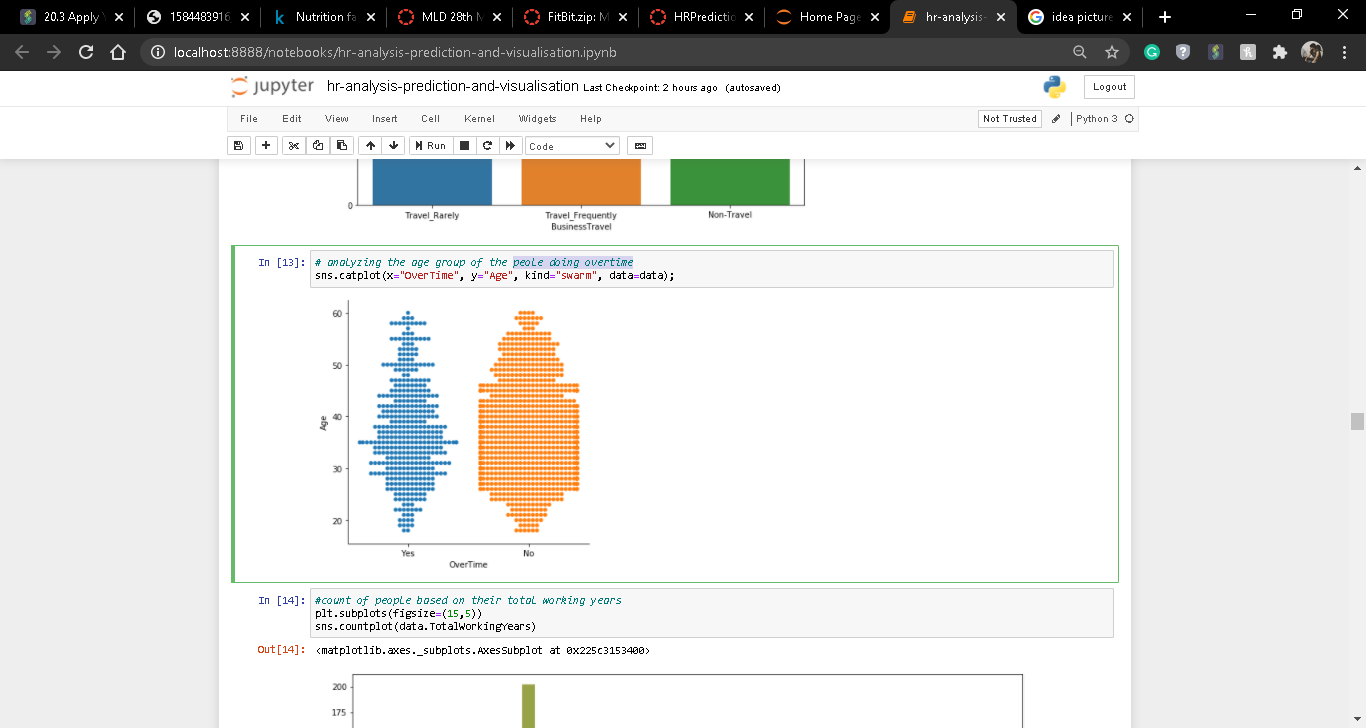 20.3 Apply
1584483916
Nutrition fa
MLD 28th M
FitBit.zip: M
HRPredictio
Home Page
hr-analysis-
idea picture
localhost:8888/notebooks/hr-analysis-prediction-and-visualisation.ipynb
jupyter hr-analysis-prediction-and-visualisation Last Checkpoint: 2 hours ago (autosaved)
Logout
File Edit View Insert Cell Kernel Widgets Help
Not Trusted Python 3
Run Code
0
Travel_Rarely Travel_Frequently Non-Travel
BusinessTravel
In [13]: # analyzing the age group of the peole doing overtime
sns.catplot(x="OverTime", y="Age", kind="swarm", data=data);
60
50
40
30
20
Age
Yes No
OverTime
In [14]: #count of people based on their total working years
plt.subplots(figsize=(15,5))
sns.countplot(data.TotalWorkingYears)
Out[14]: <matplotlib.axes._subplots.AxesSubplot at 0x225c3153400>
200
175